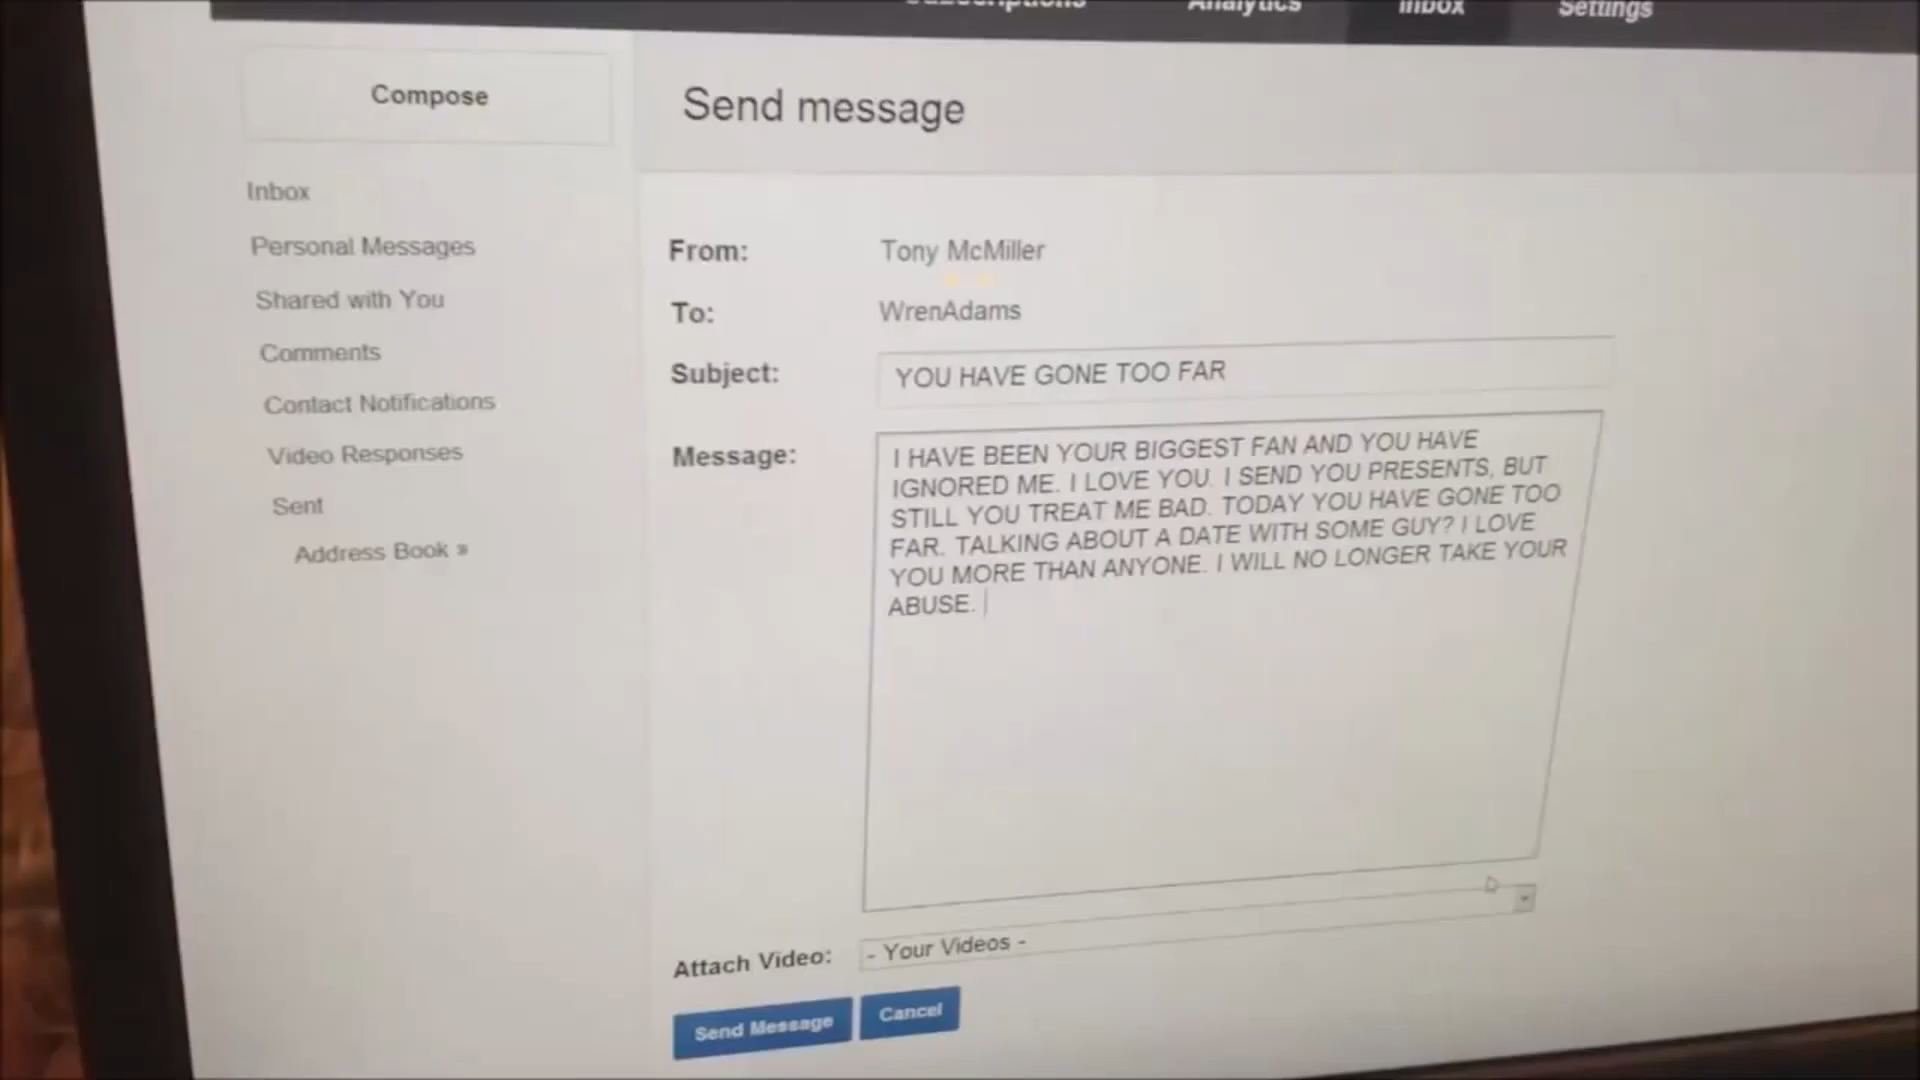 Analytics
Inbox
Settings
Compose
Send message
Inbox
Personal Messages
Shared with You
Comments
Contact Notifications
Video Responses
Sent
Address Book »
From: Tony McMiller
To: WrenAdams
Subject: YOU HAVE GONE TOO FAR
Message: I HAVE BEEN YOUR BIGGEST FAN AND YOU HAVE
IGNORED ME. I LOVE YOU. I SEND YOU PRESENTS, BUT
STILL YOU TREAT ME BAD. TODAY YOU HAVE GONE TOO
FAR. TALKING ABOUT A DATE WITH SOME GUY? I LOVE
YOU MORE THAN ANYONE. I WILL NO LONGER TAKE YOUR
ABUSE.
Attach Video: - Your Videos -
Send Message
Cancel